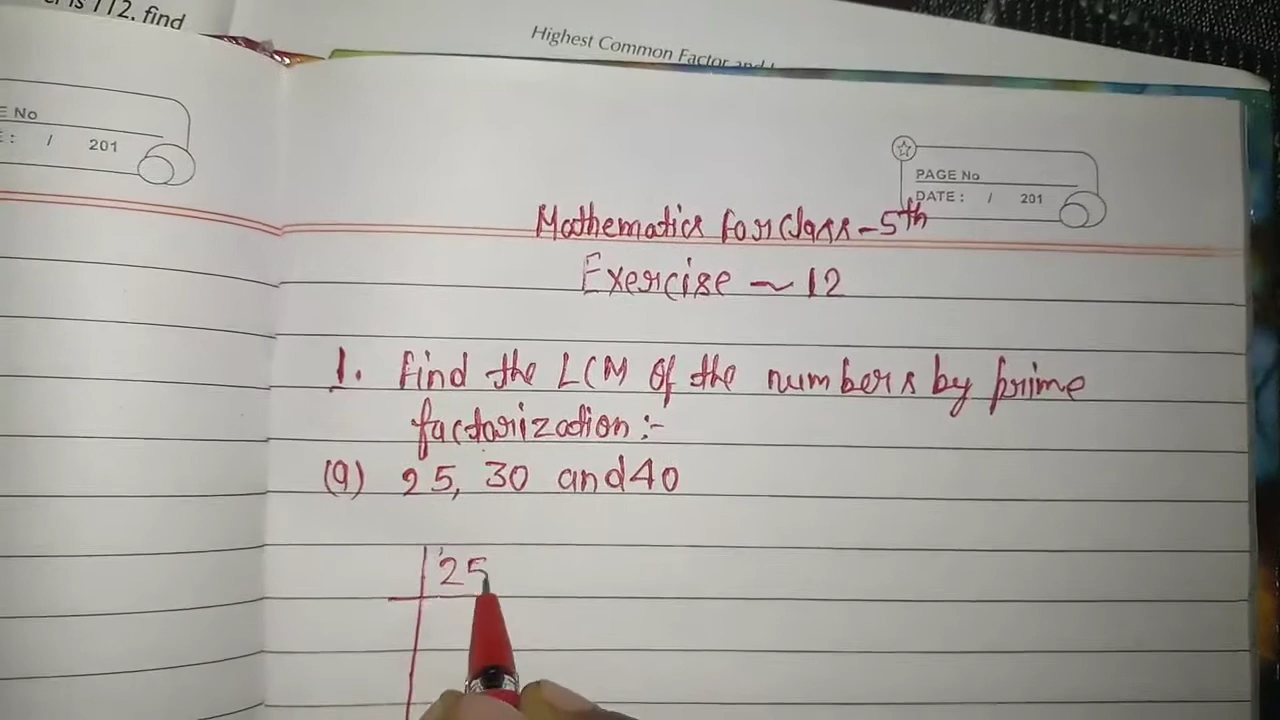 is 112, find
Highest Common Factor and
E No
E : / 201
PAGE No
DATE : / 201
Mathematics for class - 5th
Exercise ~ 12
1. Find the LCM of the numbers by prime
factorization :-
(a) 25, 30 and 40
25